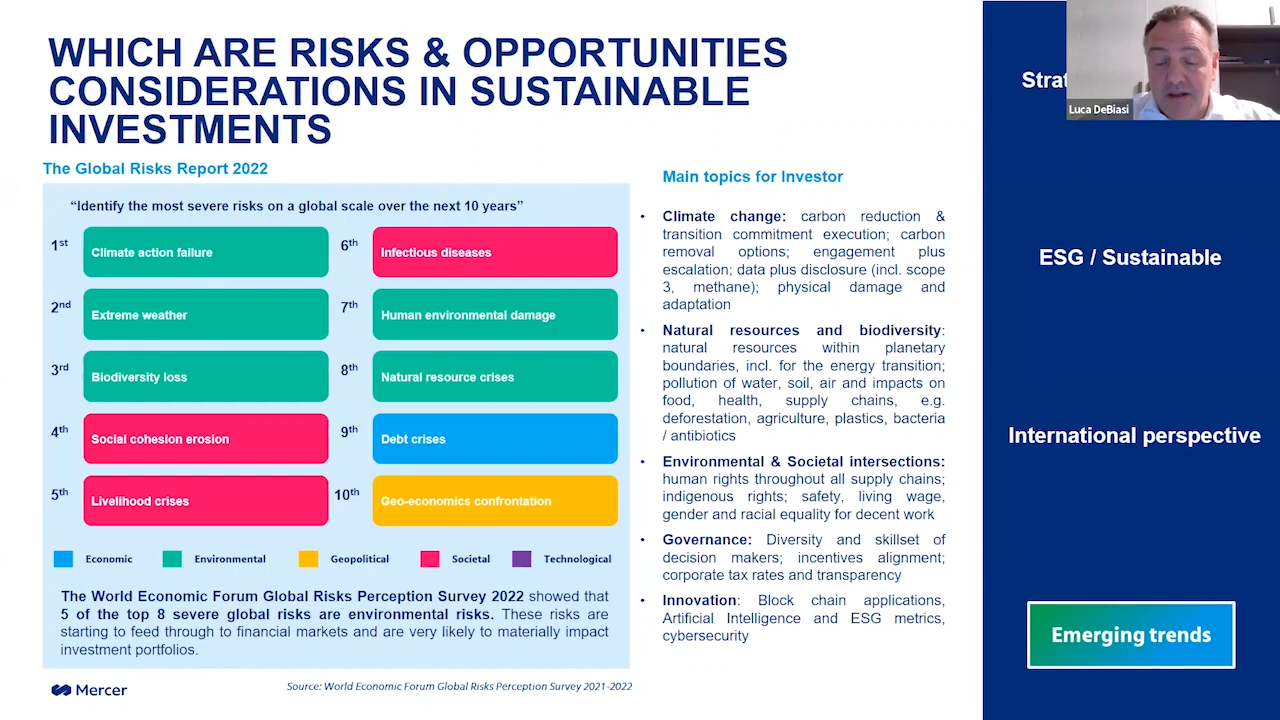 WHICH ARE RISKS & OPPORTUNITIES
CONSIDERATIONS IN SUSTAINABLE
INVESTMENTS
The Global Risks Report 2022
“Identify the most severe risks on a global scale over the next 10 years”
1st Climate action failure
2nd Extreme weather
3rd Biodiversity loss
4th Social cohesion erosion
5th Livelihood crises
6th Infectious diseases
7th Human environmental damage
8th Natural resource crises
9th Debt crises
10th Geo-economics confrontation
Economic Environmental Geopolitical Societal Technological
The World Economic Forum Global Risks Perception Survey 2022 showed that
5 of the top 8 severe global risks are environmental risks. These risks are
starting to feed through to financial markets and are very likely to materially impact
investment portfolios.
Mercer
Source: World Economic Forum Global Risks Perception Survey 2021-2022
Main topics for Investor
• Climate change: carbon reduction &
transition commitment execution; carbon
removal options; engagement plus
escalation; data plus disclosure (incl. scope
3, methane); physical damage and
adaptation
• Natural resources and biodiversity:
natural resources within planetary
boundaries, incl. for the energy transition;
pollution of water, soil, air and impacts on
food, health, supply chains, e.g.
deforestation, agriculture, plastics, bacteria
/ antibiotics
• Environmental & Societal intersections:
human rights throughout all supply chains;
indigenous rights; safety, living wage,
gender and racial equality for decent work
• Governance: Diversity and skillset of
decision makers; incentives alignment;
corporate tax rates and transparency
• Innovation: Block chain applications,
Artificial Intelligence and ESG metrics,
cybersecurity
Luca DeBiasi
ESG / Sustainable
International perspective
Emerging trends